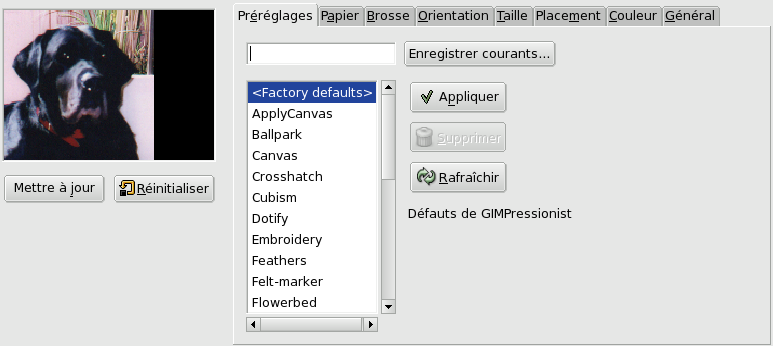 Préréglages Papier Brosse Orientation Taille Placement Couleur Général
Enregistrer courants...
<Factory defaults>
ApplyCanvas
Ballpark
Canvas
Crosshatch
Cubism
Dotify
Embroidery
Feathers
Felt-marker
Flowerbed
Appliquer
Supprimer
Rafraîchir
Défauts de GIMPressionist
Mettre à jour
Réinitialiser